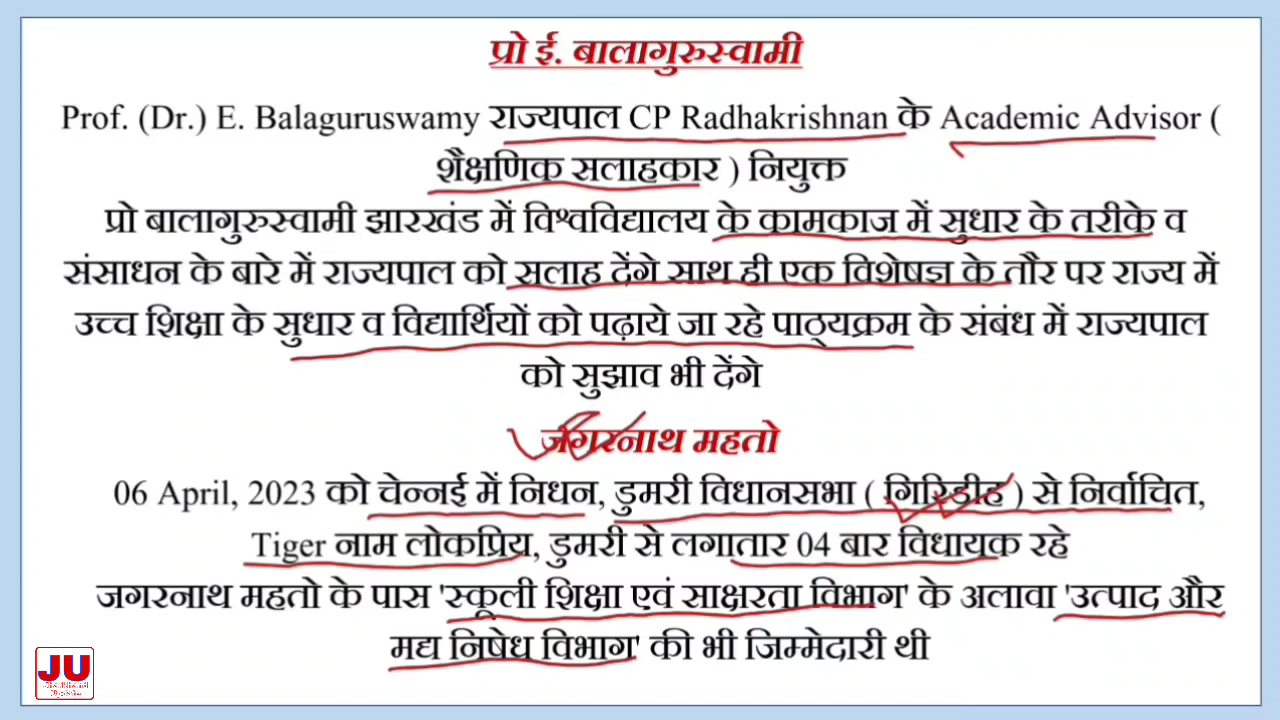 प्रो ई. बालागुरुस्वामी
Prof. (Dr.) E. Balaguruswamy राज्यपाल CP Radhakrishnan के Academic Advisor (
शैक्षणिक सलाहकार ) नियुक्त
प्रो बालागुरुस्वामी झारखंड में विश्वविद्यालय के कामकाज में सुधार के तरीके व
संसाधन के बारे में राज्यपाल को सलाह देंगे साथ ही एक विशेषज्ञ के तौर पर राज्य में
उच्च शिक्षा के सुधार व विद्यार्थियों को पढ़ाये जा रहे पाठ्यक्रम के संबंध में राज्यपाल
को सुझाव भी देंगे
जगरनाथ महतो
06 April, 2023 को चेन्नई में निधन, डुमरी विधानसभा ( गिरिडीह ) से निर्वाचित,
Tiger नाम लोकप्रिय, डुमरी से लगातार 04 बार विधायक रहे
जगरनाथ महतो के पास 'स्कूली शिक्षा एवं साक्षरता विभाग' के अलावा 'उत्पाद और
मद्य निषेध विभाग' की भी जिम्मेदारी थी
JU
Jharkhand
Update